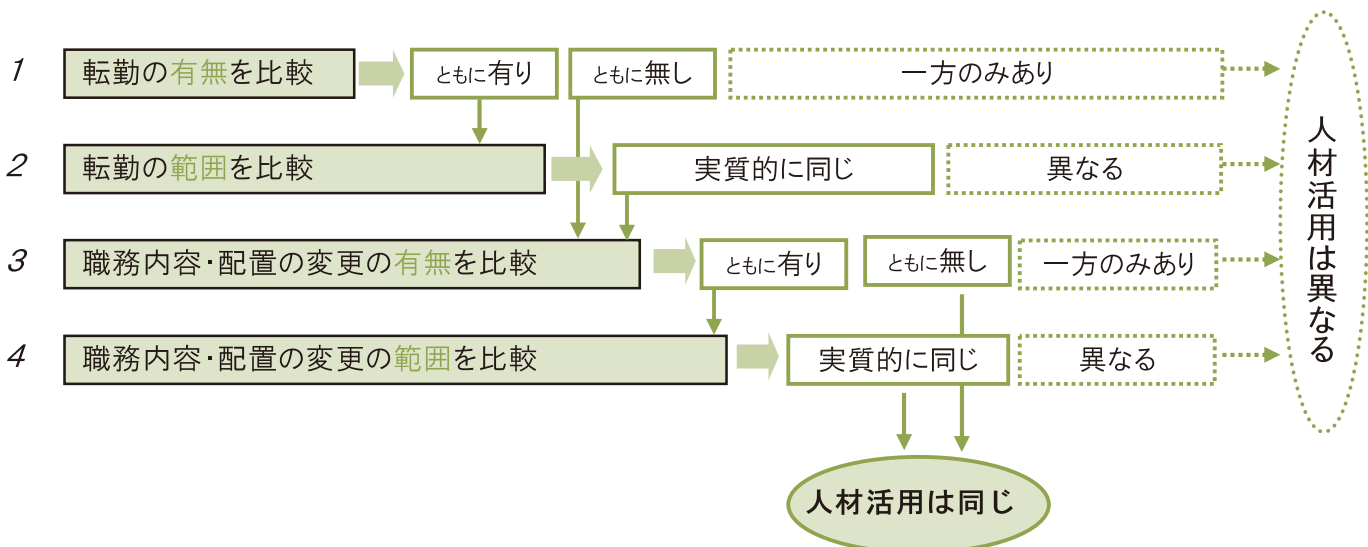 1
転勤の有無を比較
ともに有り
ともに無し
一方のみあり
2
転勤の範囲を比較
実質的に同じ
異なる
3
職務内容・配置の変更の有無を比較
ともに有り
ともに無し
一方のみあり
4
職務内容・配置の変更の範囲を比較
実質的に同じ
異なる
人材活用は異なる
人材活用は同じ